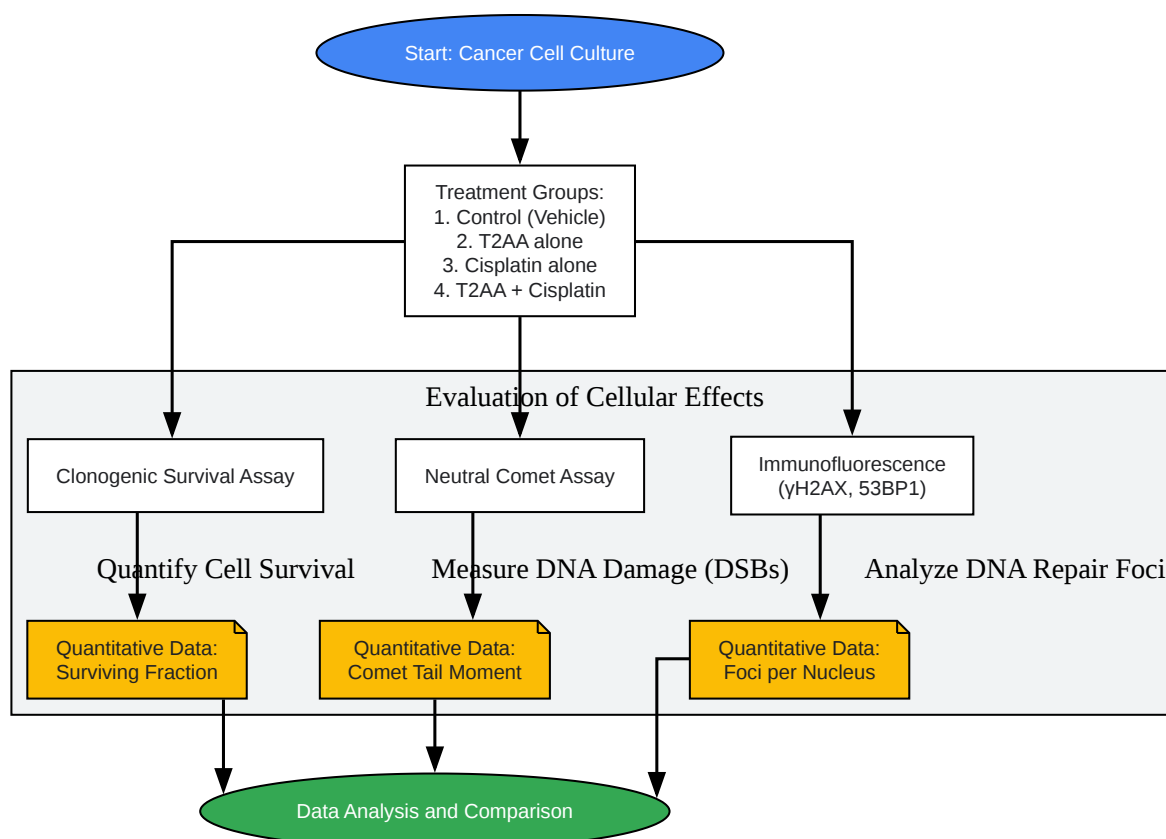 Start: Cancer Cell Culture
Treatment Groups:
1. Control (Vehicle)
2. T2AA alone
3. Cisplatin alone
4. T2AA + Cisplatin
Evaluation of Cellular Effects
Clonogenic Survival Assay
Neutral Comet Assay
Immunofluorescence
(γH2AX, 53BP1)
Quantify Cell Survival
Measure DNA Damage (DSBs)
Analyze DNA Repair Foci
Quantitative Data:
Surviving Fraction
Quantitative Data:
Comet Tail Moment
Quantitative Data:
Foci per Nucleus
Data Analysis and Comparison